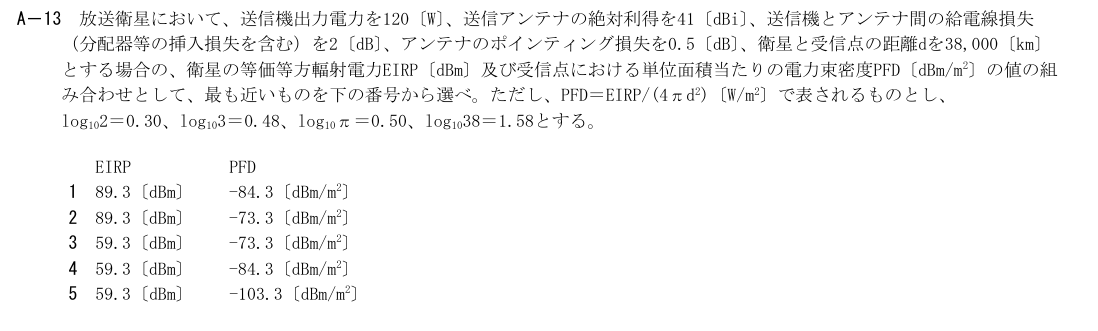 A－13 放送衛星において、送信機出力電力を120〔W〕、送信アンテナの絶対利得を41〔dBi〕、送信機とアンテナ間の給電線損失
（分配器等の挿入損失を含む）を2〔dB〕、アンテナのポインティング損失を0.5〔dB〕、衛星と受信点の距離dを38,000〔km〕
とする場合の、衛星の等価等方輻射電力EIRP〔dBm〕及び受信点における単位面積当たりの電力束密度PFD〔dBm/m²〕の値の組
み合わせとして、最も近いものを下の番号から選べ。ただし、PFD＝EIRP/(4πd²)〔W/m²〕で表されるものとし、
log₁₀2＝0.30、log₁₀3＝0.48、log₁₀π＝0.50、log₁₀38＝1.58とする。
EIRP PFD
1 89.3〔dBm〕 -84.3〔dBm/m²〕
2 89.3〔dBm〕 -73.3〔dBm/m²〕
3 59.3〔dBm〕 -73.3〔dBm/m²〕
4 59.3〔dBm〕 -84.3〔dBm/m²〕
5 59.3〔dBm〕 -103.3〔dBm/m²〕